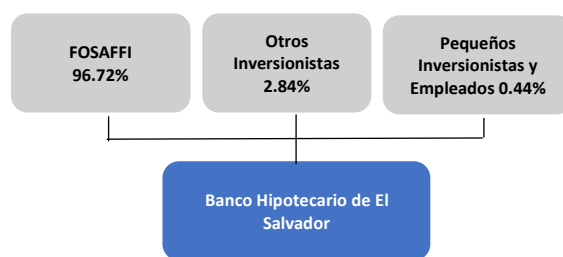 FOSAFFI
96.72%
Otros
Inversionistas
2.84%
Pequeños
Inversionistas y
Empleados 0.44%
Banco Hipotecario de El
Salvador